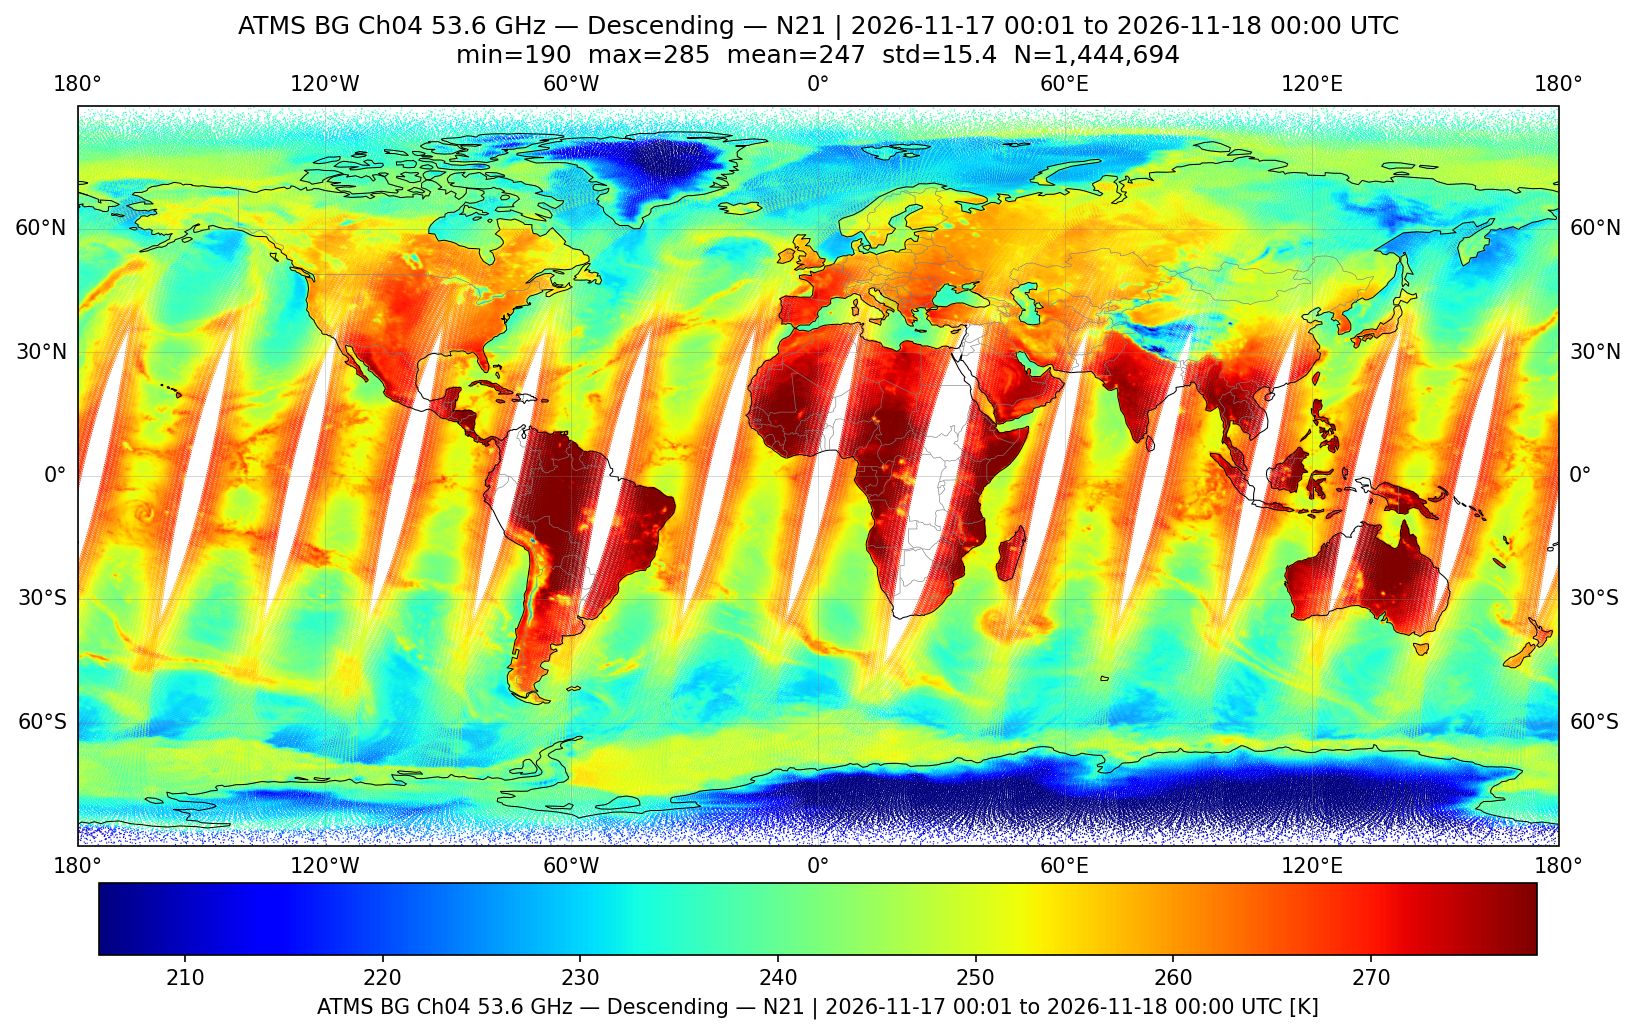 ATMS BG Ch04 53.6 GHz — Descending — N21 | 2026-11-17 00:01 to 2026-11-18 00:00 UTC
min=190  max=285  mean=247  std=15.4  N=1,444,694
180° 120°W 60°W 0° 60°E 120°E 180°
60°N 60°N
30°N 30°N
0° 0°
30°S 30°S
60°S 60°S
180° 120°W 60°W 0° 60°E 120°E 180°
210 220 230 240 250 260 270
ATMS BG Ch04 53.6 GHz — Descending — N21 | 2026-11-17 00:01 to 2026-11-18 00:00 UTC [K]